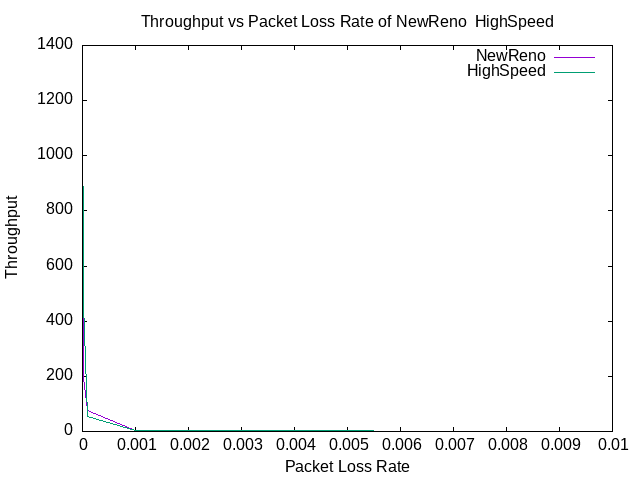 Throughput vs Packet Loss Rate of NewReno  HighSpeed
1400
1200
1000
800
600
400
200
0
Throughput
NewReno
HighSpeed
0 0.001 0.002 0.003 0.004 0.005 0.006 0.007 0.008 0.009 0.01
Packet Loss Rate